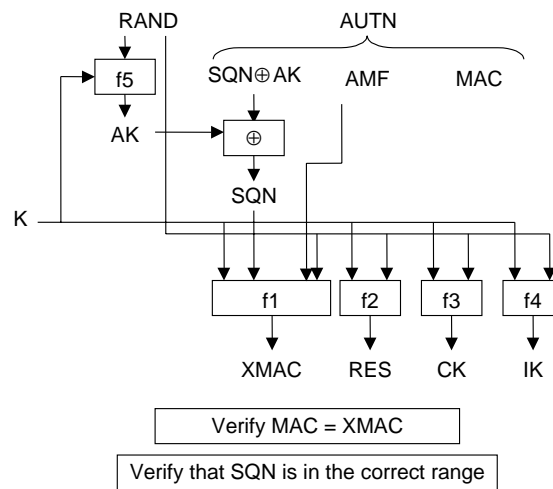 RAND AUTN
f5 SQN⊕AK AMF MAC
AK ⊕
SQN
K
f1 f2 f3 f4
XMAC RES CK IK
Verify MAC = XMAC
Verify that SQN is in the correct range